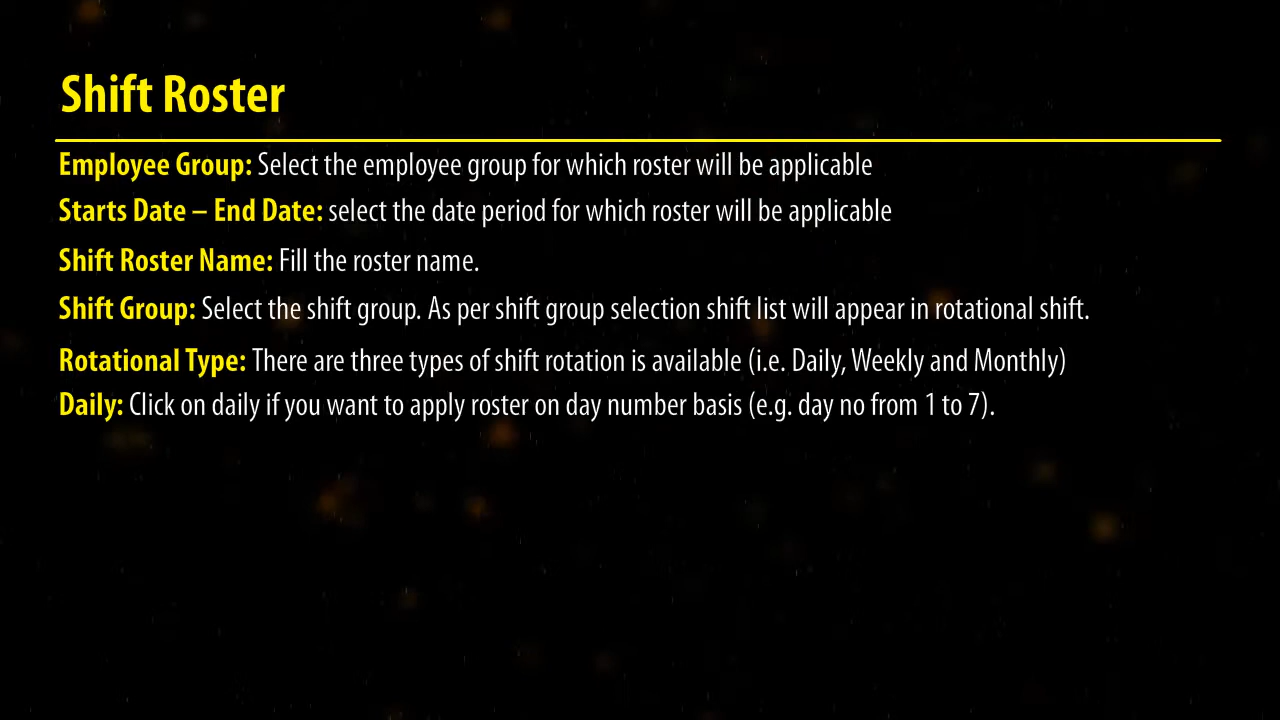 Shift Roster
Employee Group: Select the employee group for which roster will be applicable
Starts Date – End Date: select the date period for which roster will be applicable
Shift Roster Name: Fill the roster name.
Shift Group: Select the shift group. As per shift group selection shift list will appear in rotational shift.
Rotational Type: There are three types of shift rotation is available (i.e. Daily, Weekly and Monthly)
Daily: Click on daily if you want to apply roster on day number basis (e.g. day no from 1 to 7).